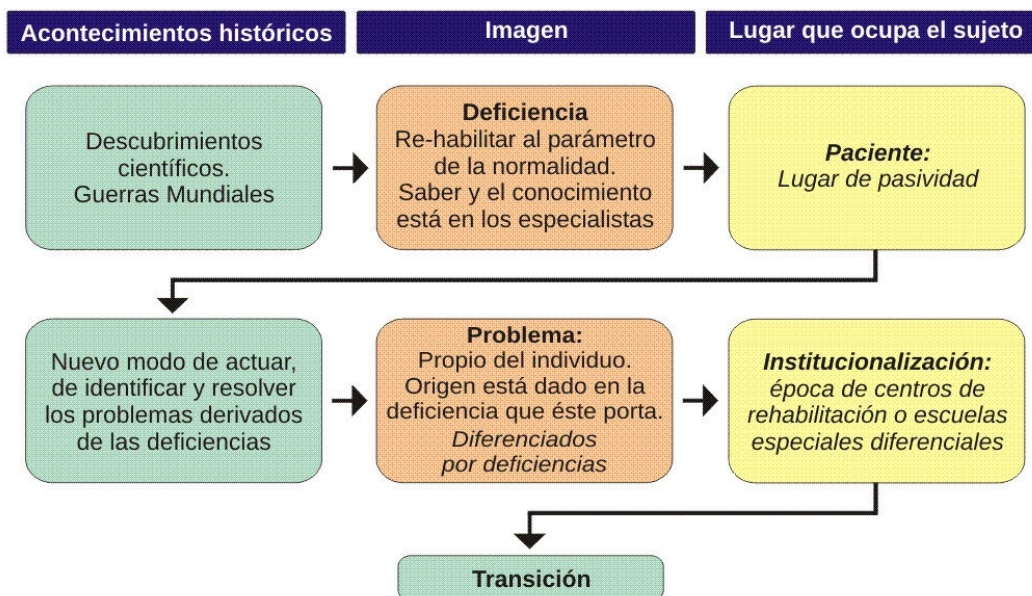 Acontecimientos históricos
Imagen
Lugar que ocupa el sujeto
Descubrimientos
científicos.
Guerras Mundiales
Deficiencia
Re-habilitar al parámetro
de la normalidad.
Saber y el conocimiento
está en los especialistas
Paciente:
Lugar de pasividad
Nuevo modo de actuar,
de identificar y resolver
los problemas derivados
de las deficiencias
Problema:
Propio del individuo.
Origen está dado en la
deficiencia que éste porta.
Diferenciados
por deficiencias
Institucionalización:
época de centros de
rehabilitación o escuelas
especiales diferenciales
Transición